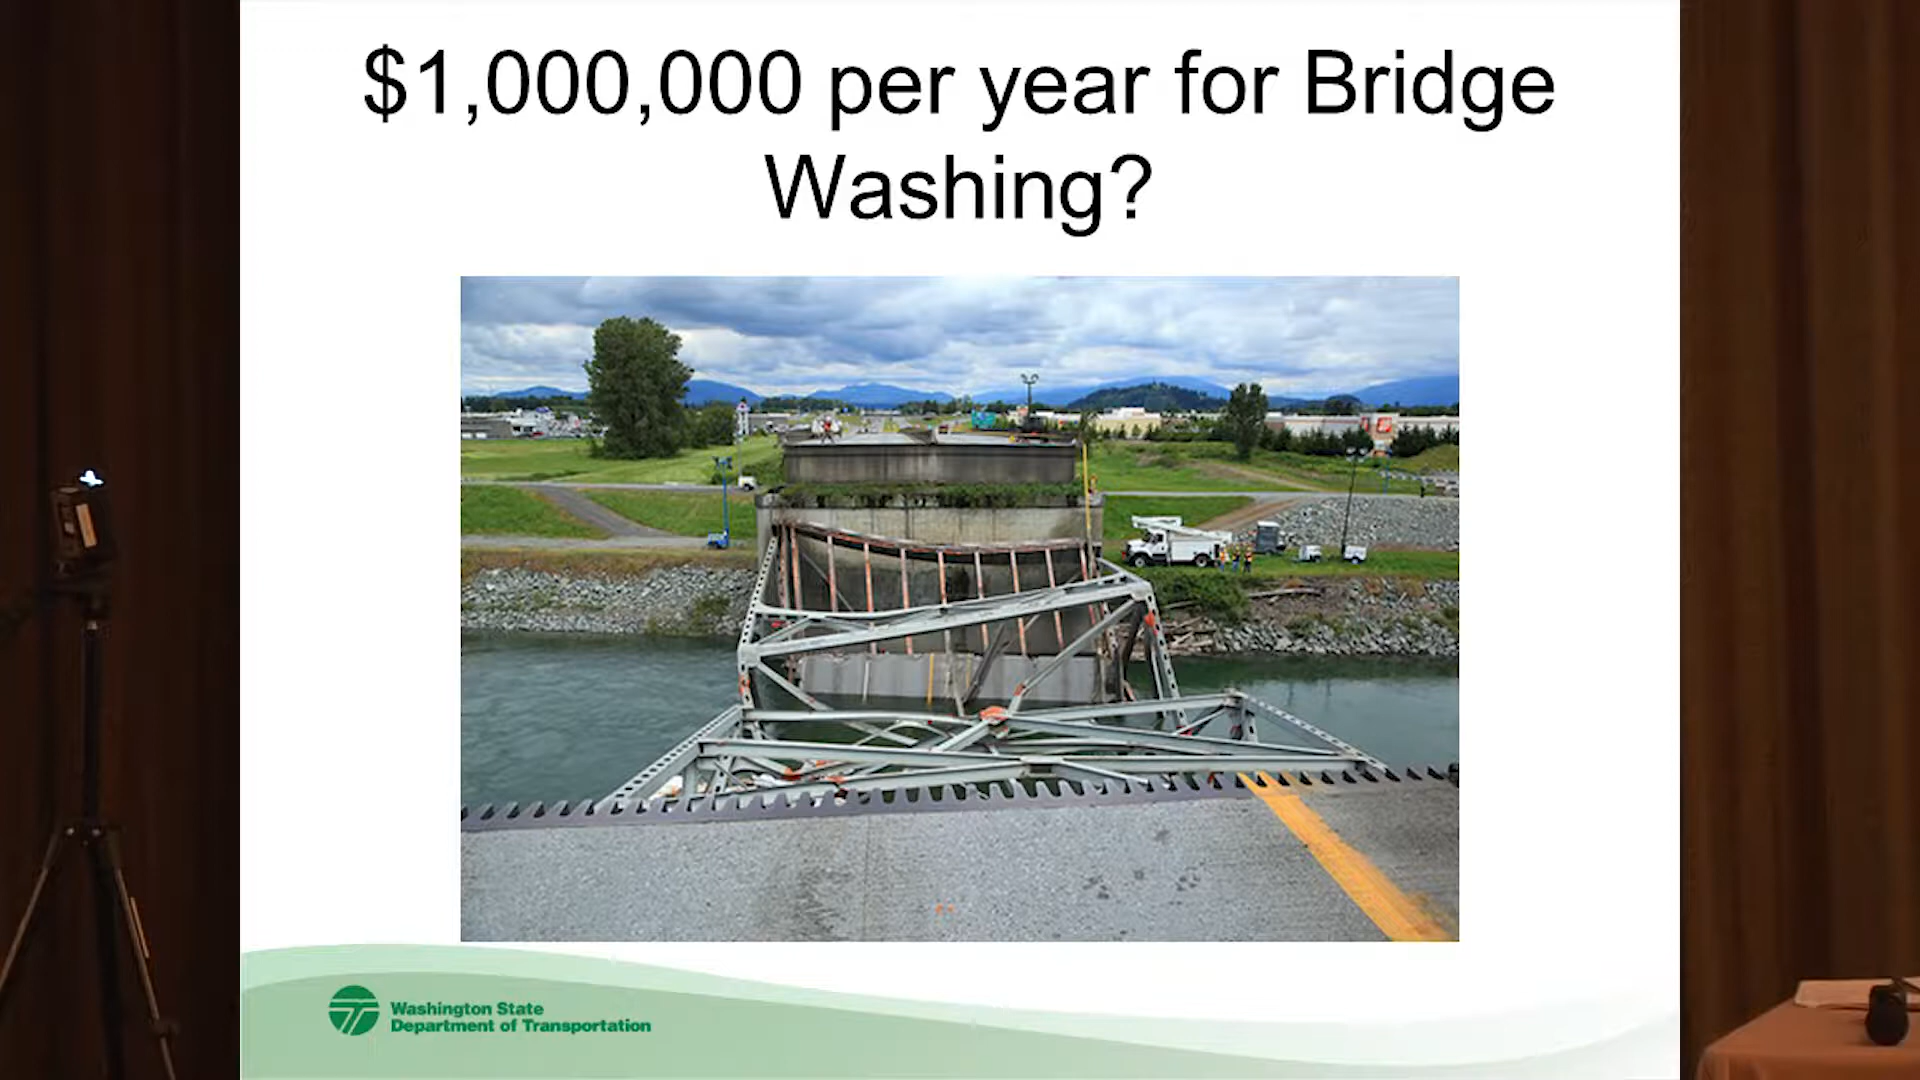 $1,000,000 per year for Bridge
Washing?
Washington State
Department of Transportation